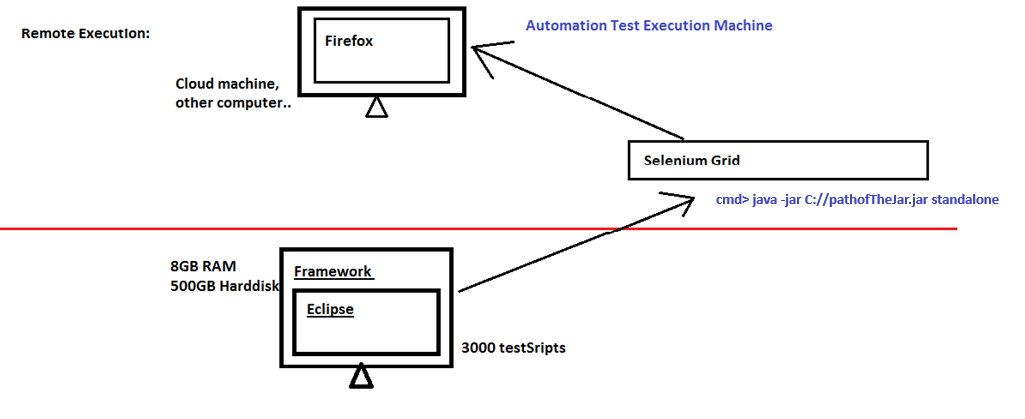 Automation Test Execution Machine
Remote Execution:
Firefox
Cloud machine,
other computer..
Selenium Grid
cmd> java -jar C://pathofTheJar.jar standalone
8GB RAM
500GB Harddisk
Framework
Eclipse
3000 testSripts